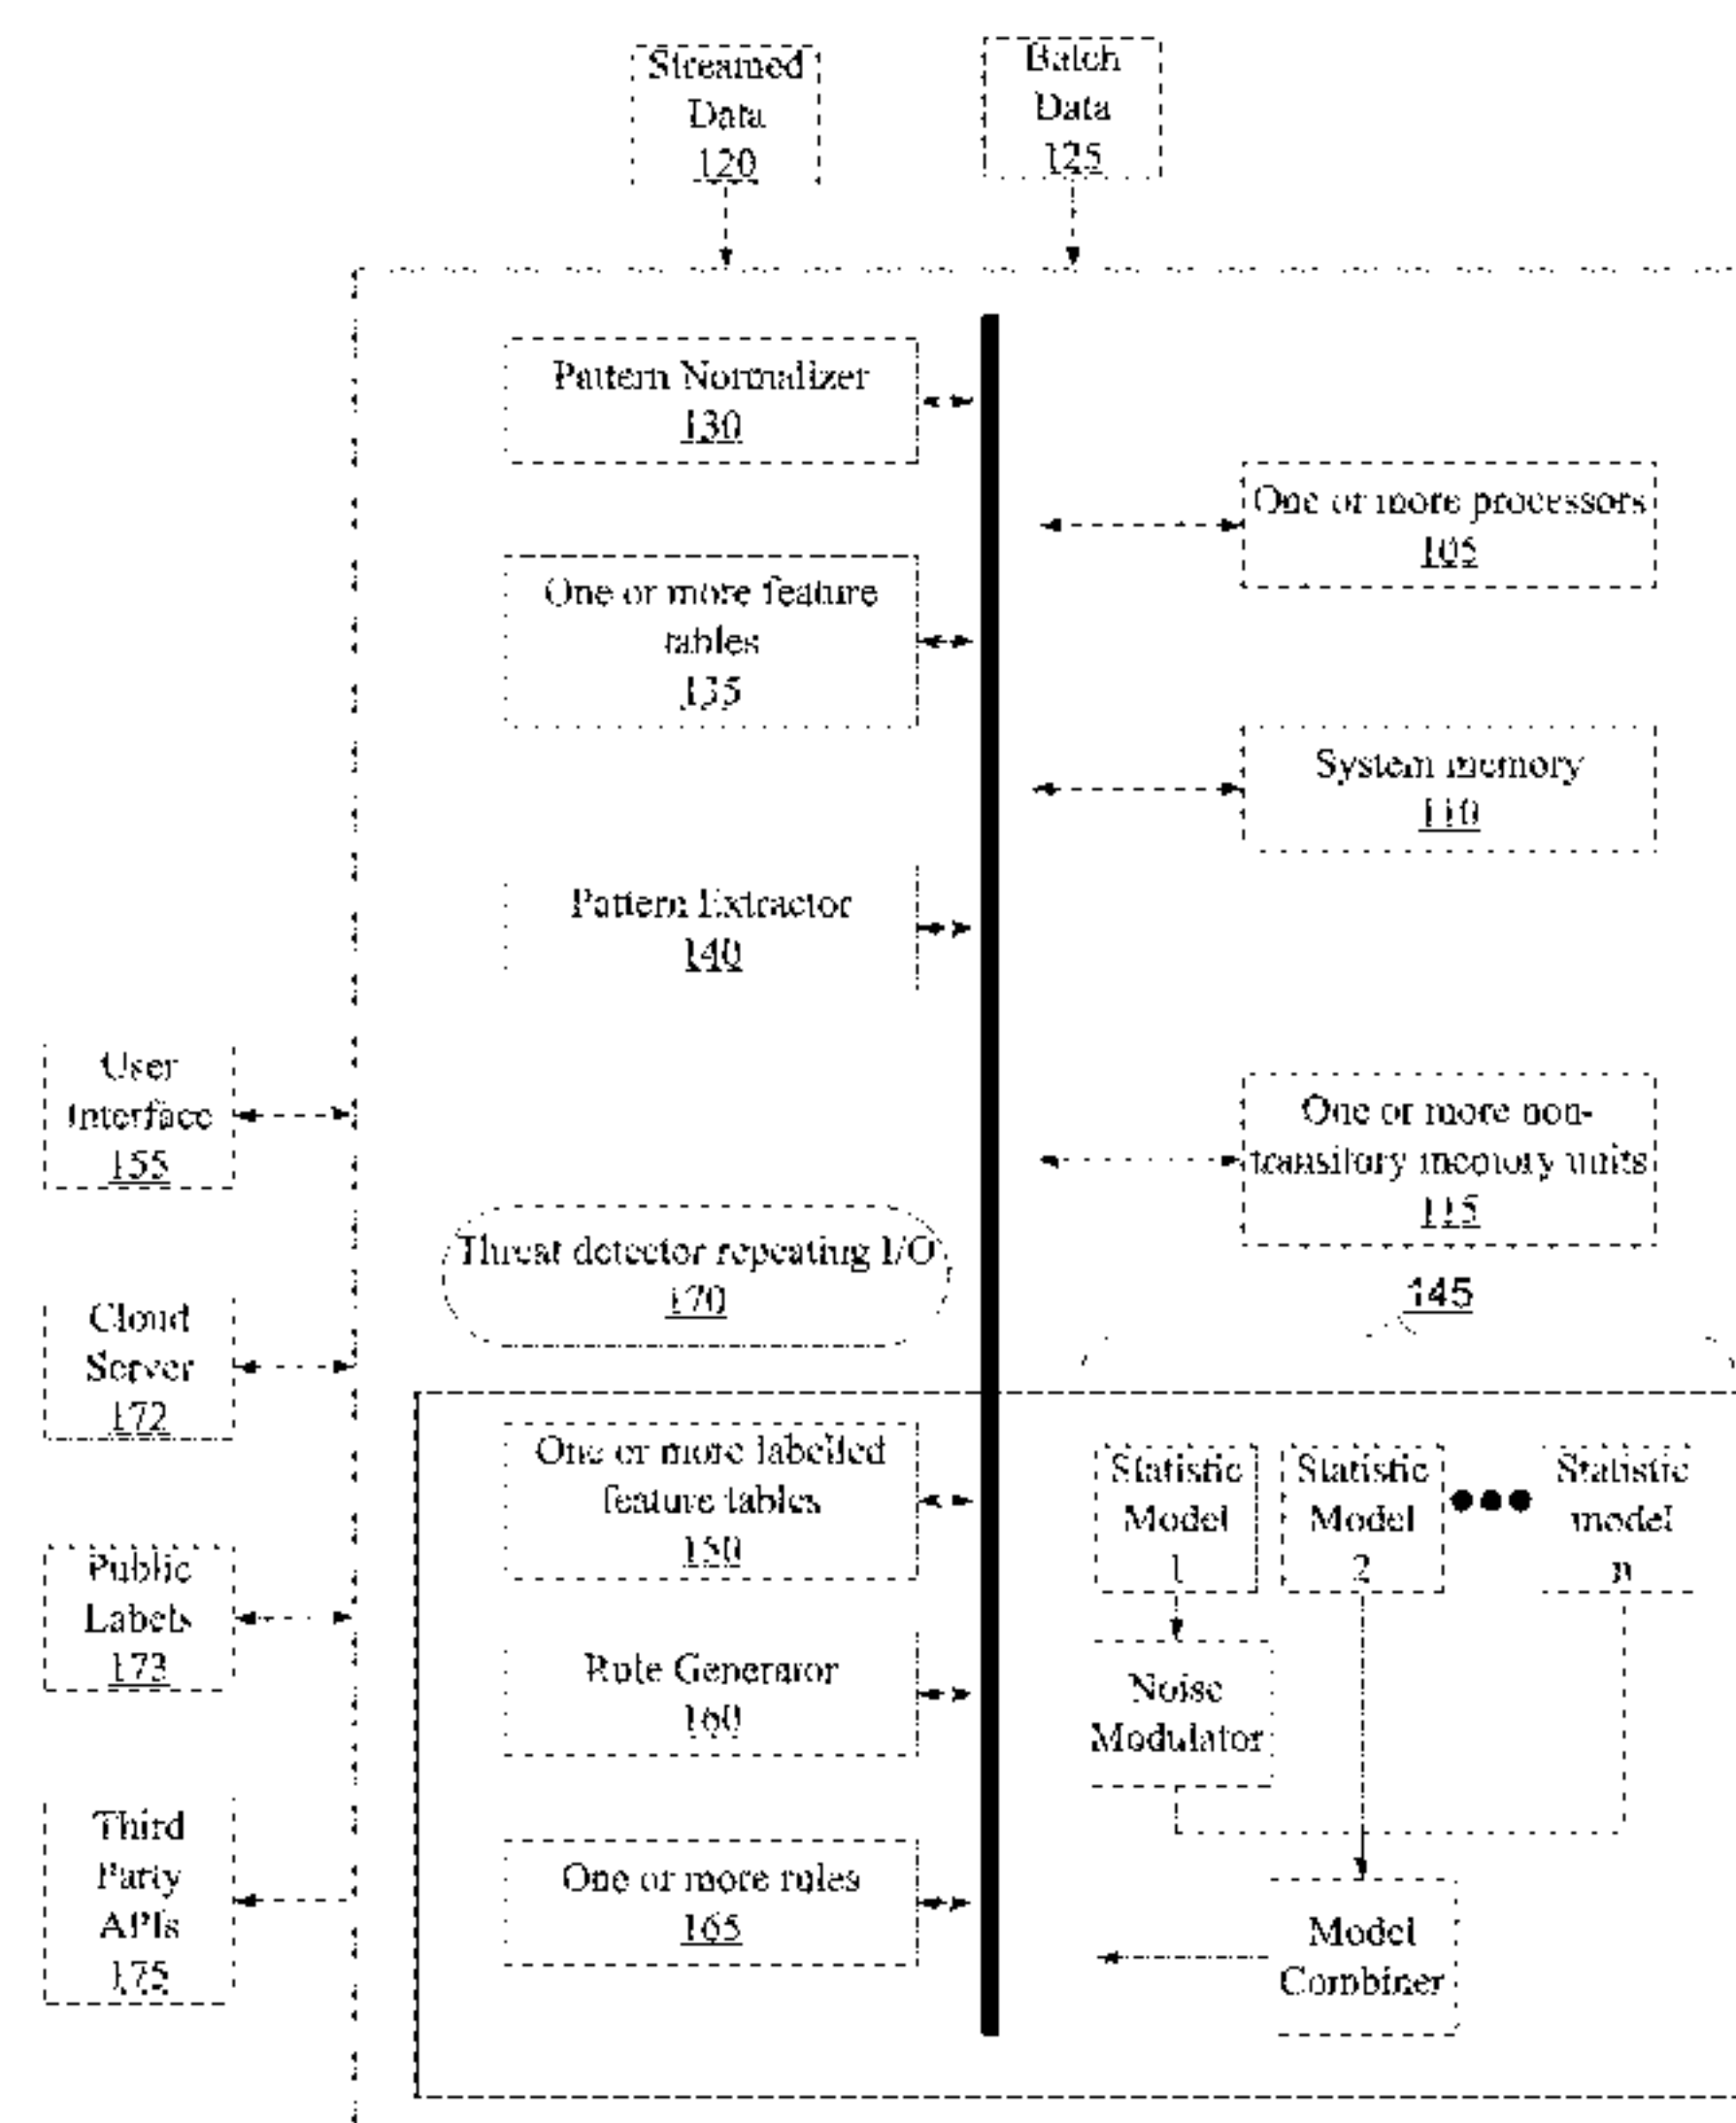 Streamed
Data
120
Batch
Data
125
Pattern Normalizer
130
One or more processors
105
One or more feature
tables
135
System memory
110
Pattern Extractor
140
User
Interface
155
One or more non-
transitory memory units
115
Threat detector repeating I/O
170
145
Cloud
Server
172
One or more labelled
feature tables
150
Statistic
Model
1
Statistic
Model
2
Statistic
model
n
Public
Labels
173
Rule Generator
160
Noise
Modulator
Third
Party
APIs
175
One or more rules
165
Model
Combiner